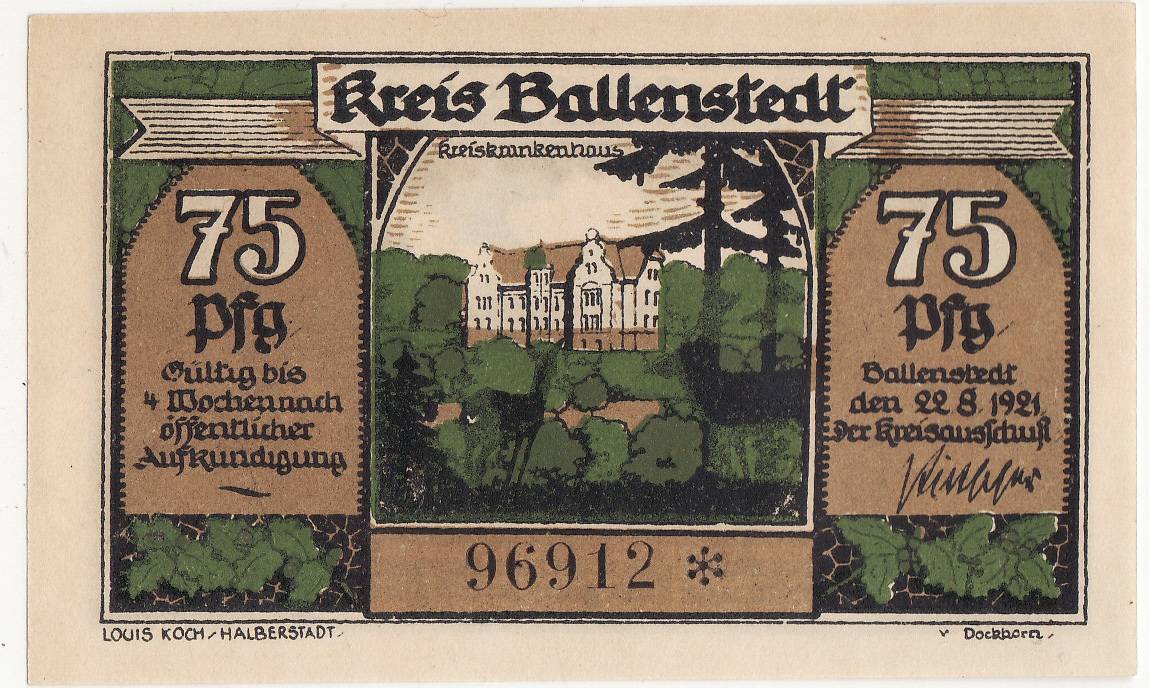 Kreis Ballenstedt
Kreiskrankenhaus
75
Pfg
Gültig bis
4 Wochen nach
öffentlicher
Aufkündigung
75
Pfg
Ballenstedt
den 22 8 1921
Der Kreisausschuß
96912 *
LOUIS KOCH, HALBERSTADT.
v Dockhorn.